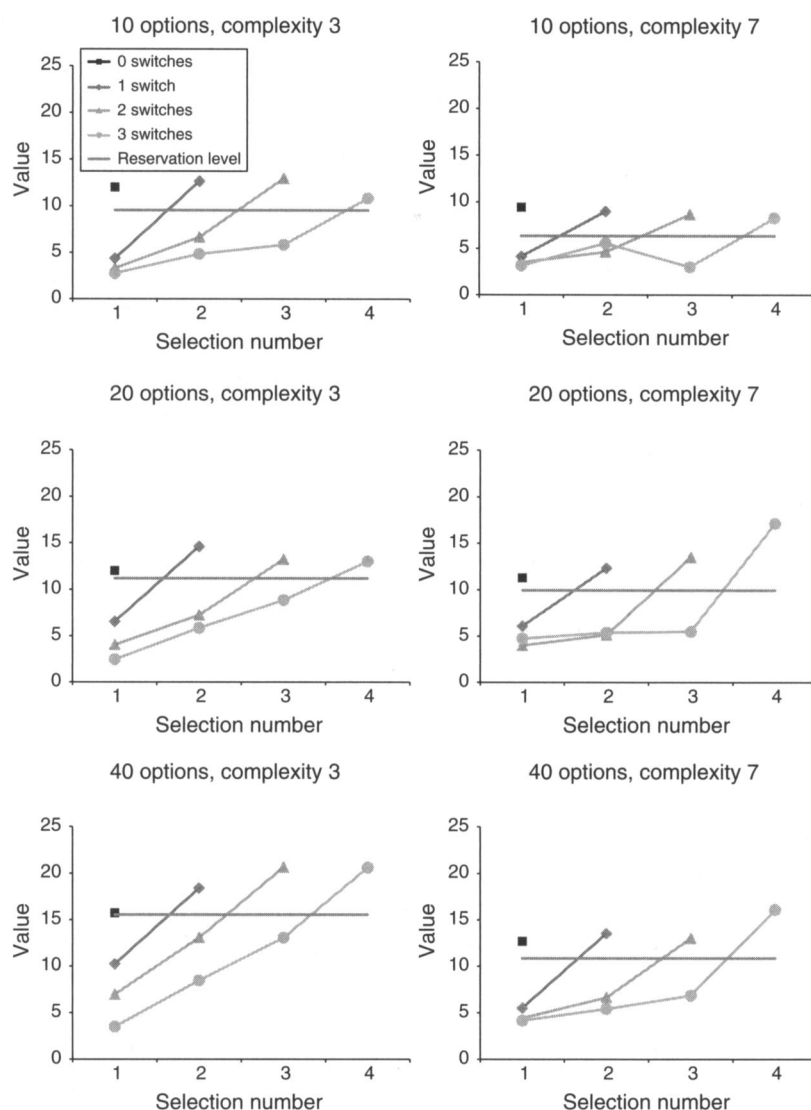 10 options, complexity 3
0 switches
1 switch
2 switches
3 switches
Reservation level
25
20
15
10
5
0
Value
1 2 3 4
Selection number
10 options, complexity 7
25
20
15
10
5
0
Value
1 2 3 4
Selection number
20 options, complexity 3
25
20
15
10
5
0
Value
1 2 3 4
Selection number
20 options, complexity 7
25
20
15
10
5
0
Value
1 2 3 4
Selection number
40 options, complexity 3
25
20
15
10
5
0
Value
1 2 3 4
Selection number
40 options, complexity 7
25
20
15
10
5
0
Value
1 2 3 4
Selection number